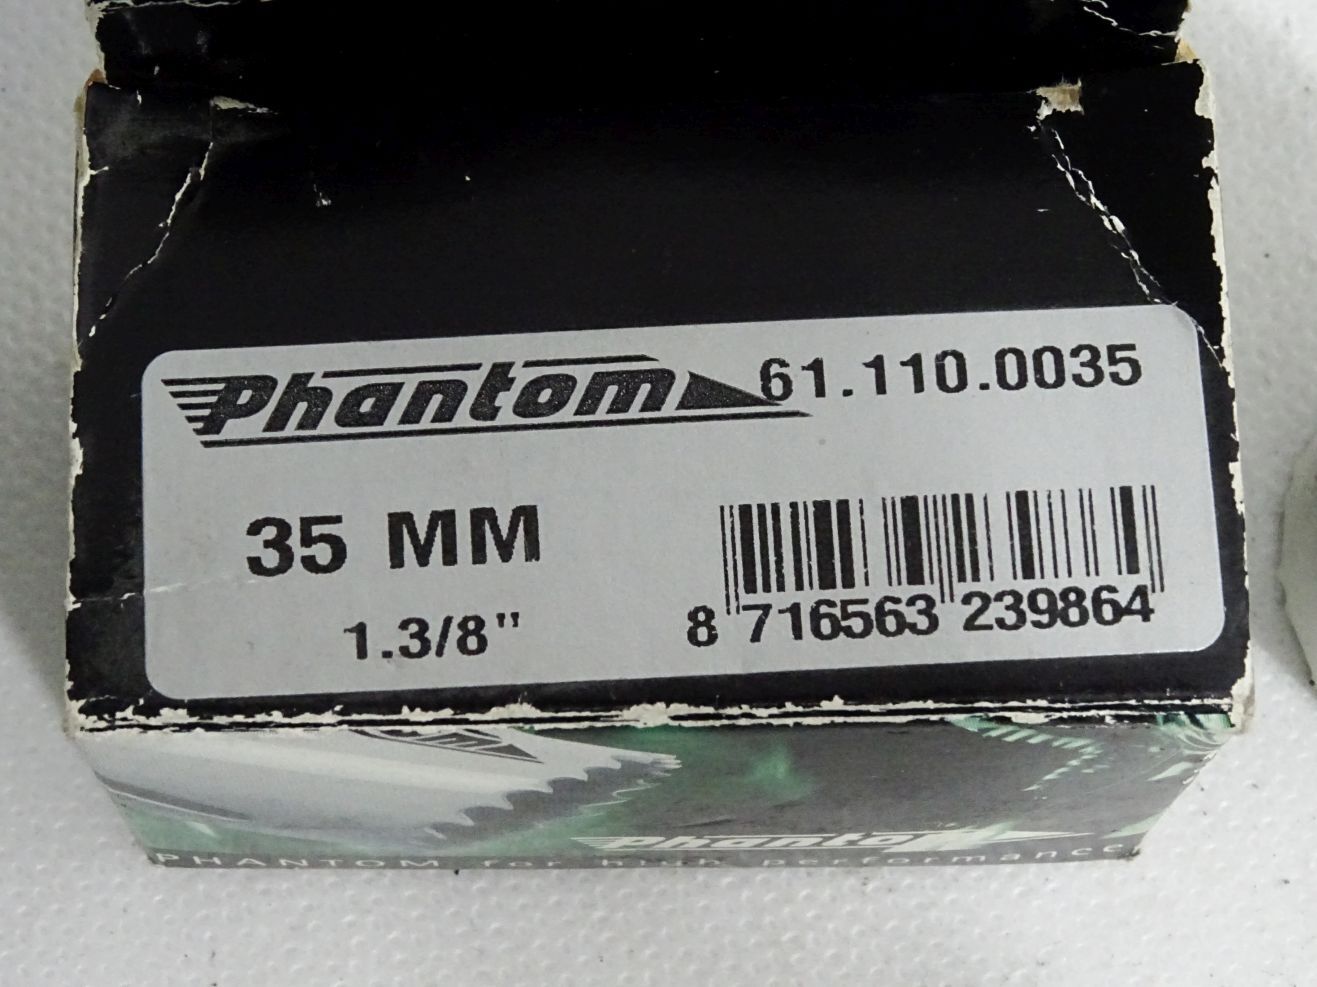 Phantom 61.110.0035
35 MM
1.3/8"
8 716563 239864
Phantom
PHANTOM for high performance